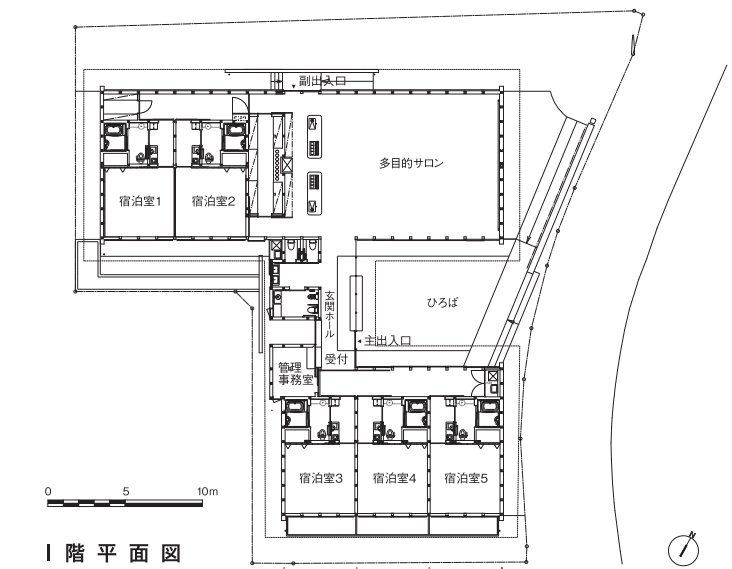 副出入口
多目的サロン
宿泊室1
宿泊室2
玄関ホール
ひろば
主出入口
受付
管理
事務室
宿泊室3
宿泊室4
宿泊室5
0 5 10m
1階平面図
N